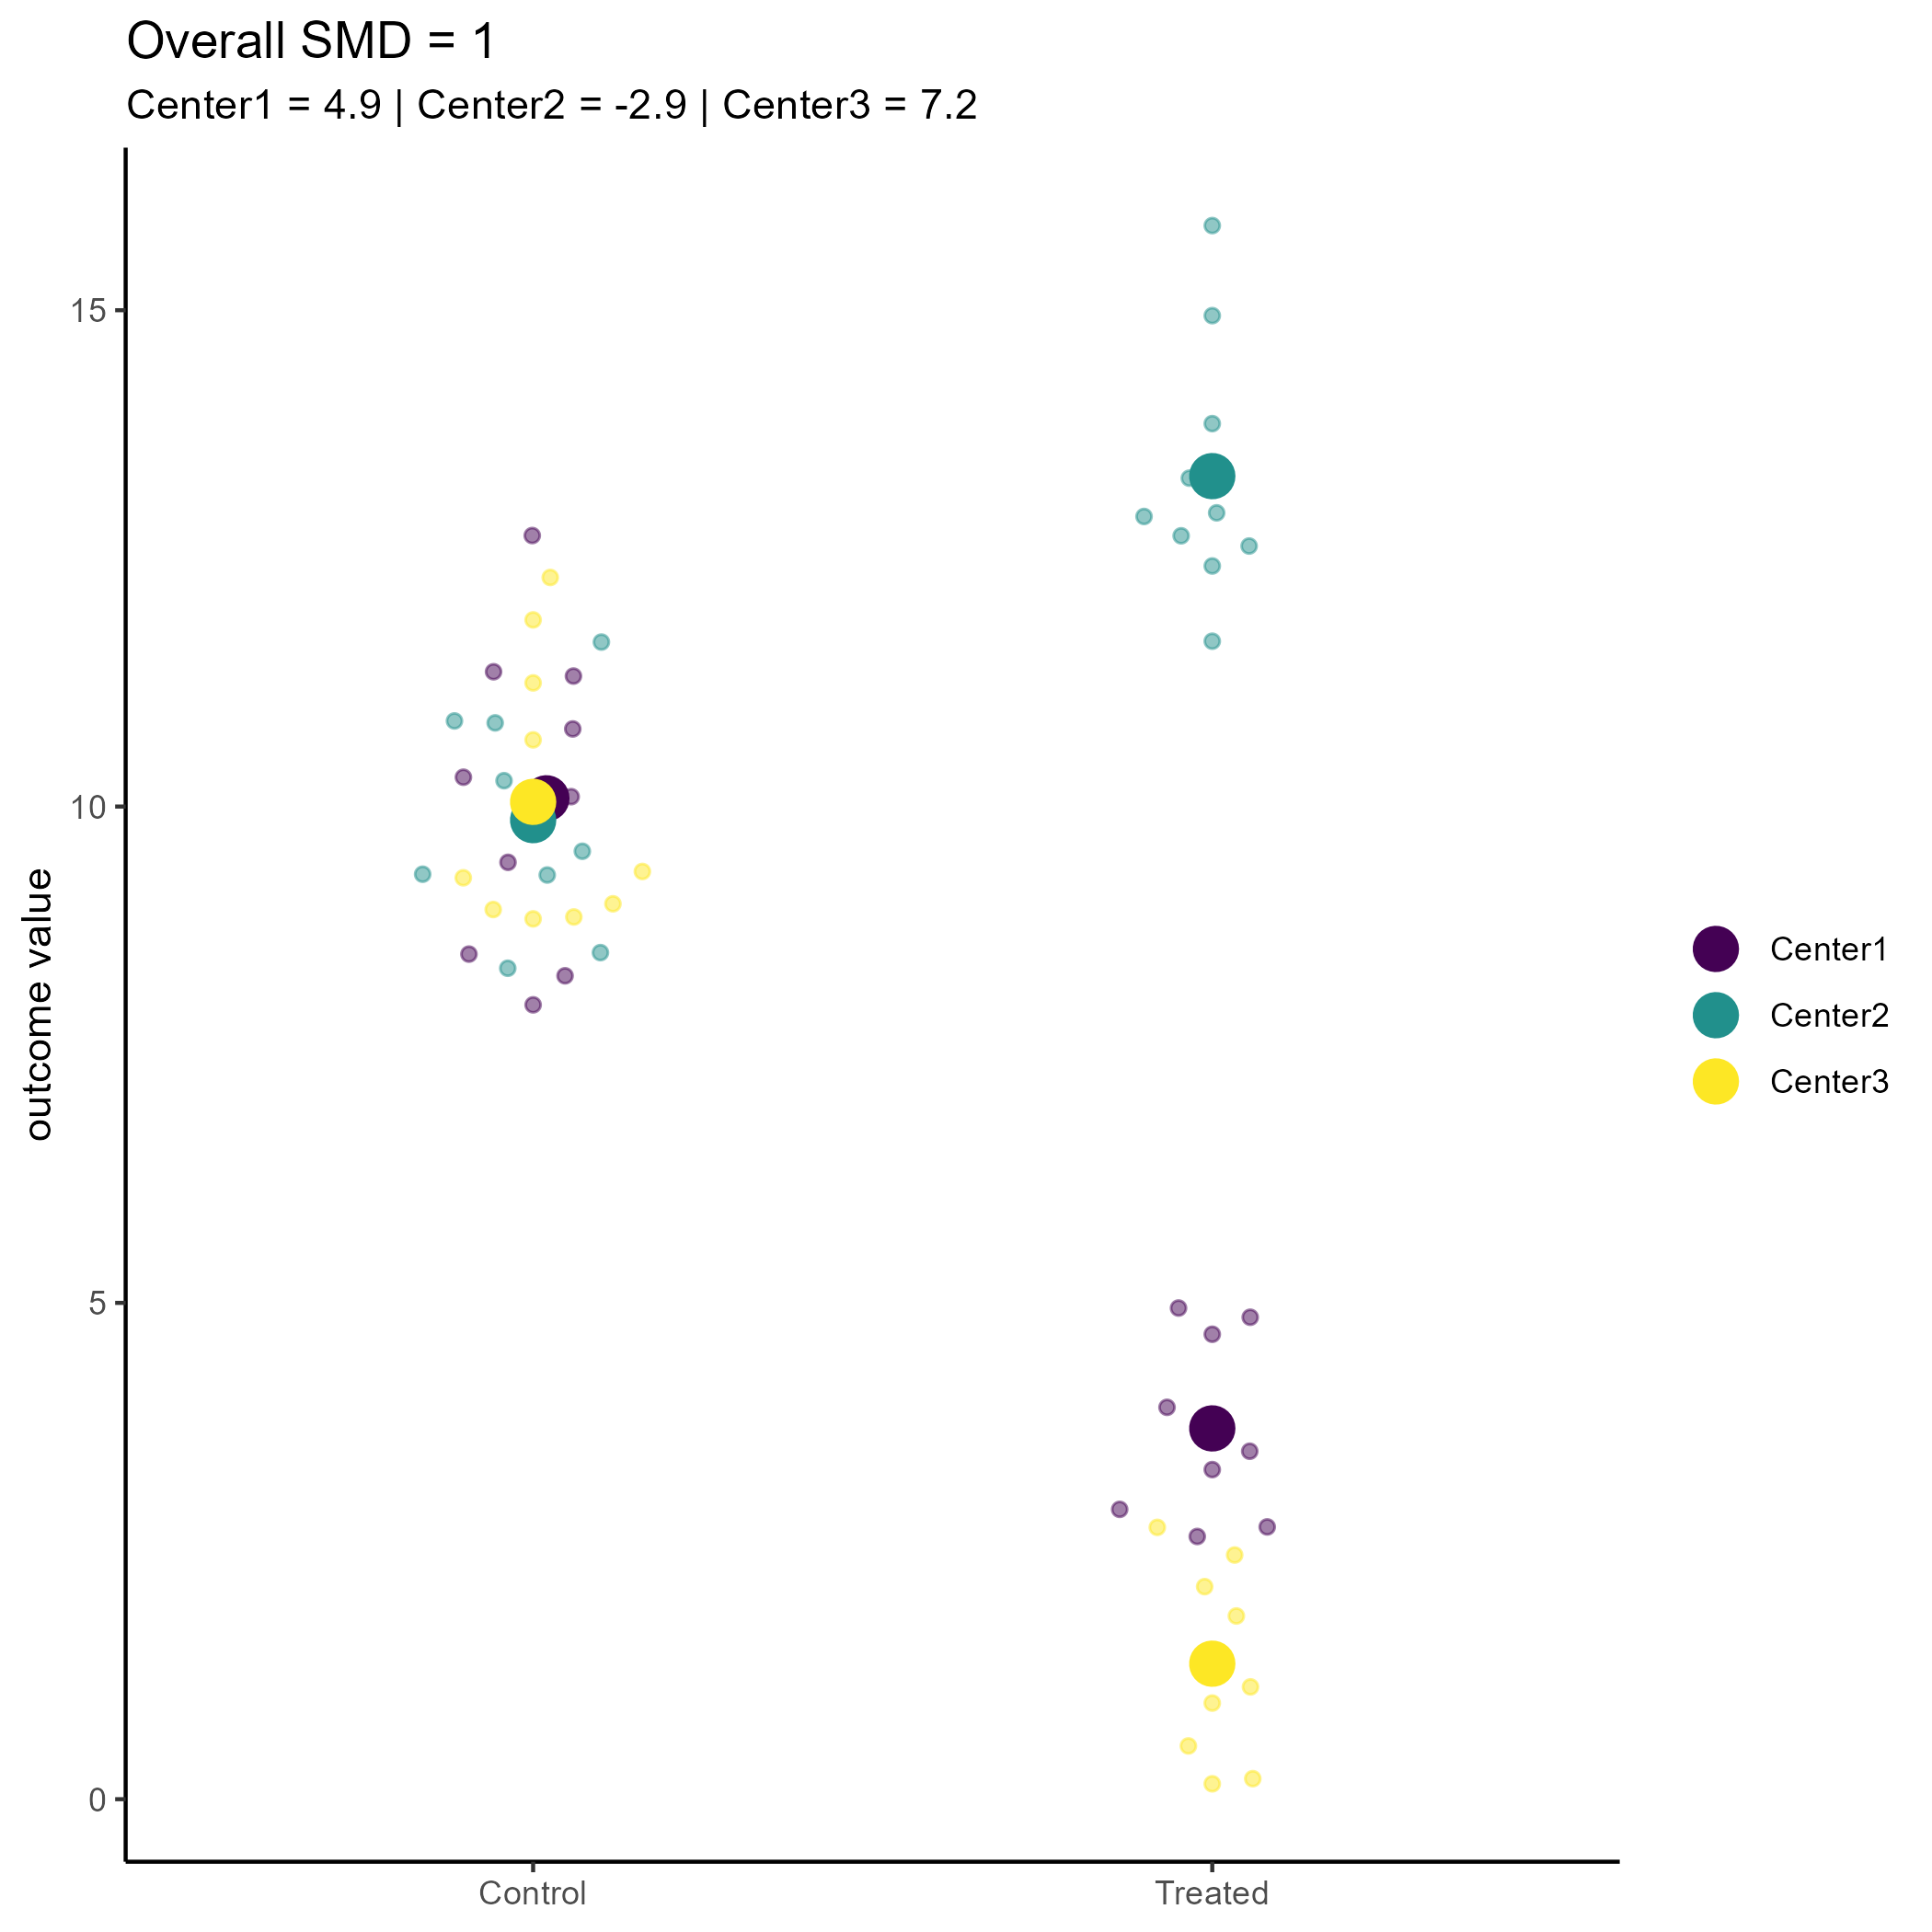 Overall SMD = 1
Center1 = 4.9 | Center2 = -2.9 | Center3 = 7.2
15
10
5
0
outcome value
Control
Treated
Center1
Center2
Center3